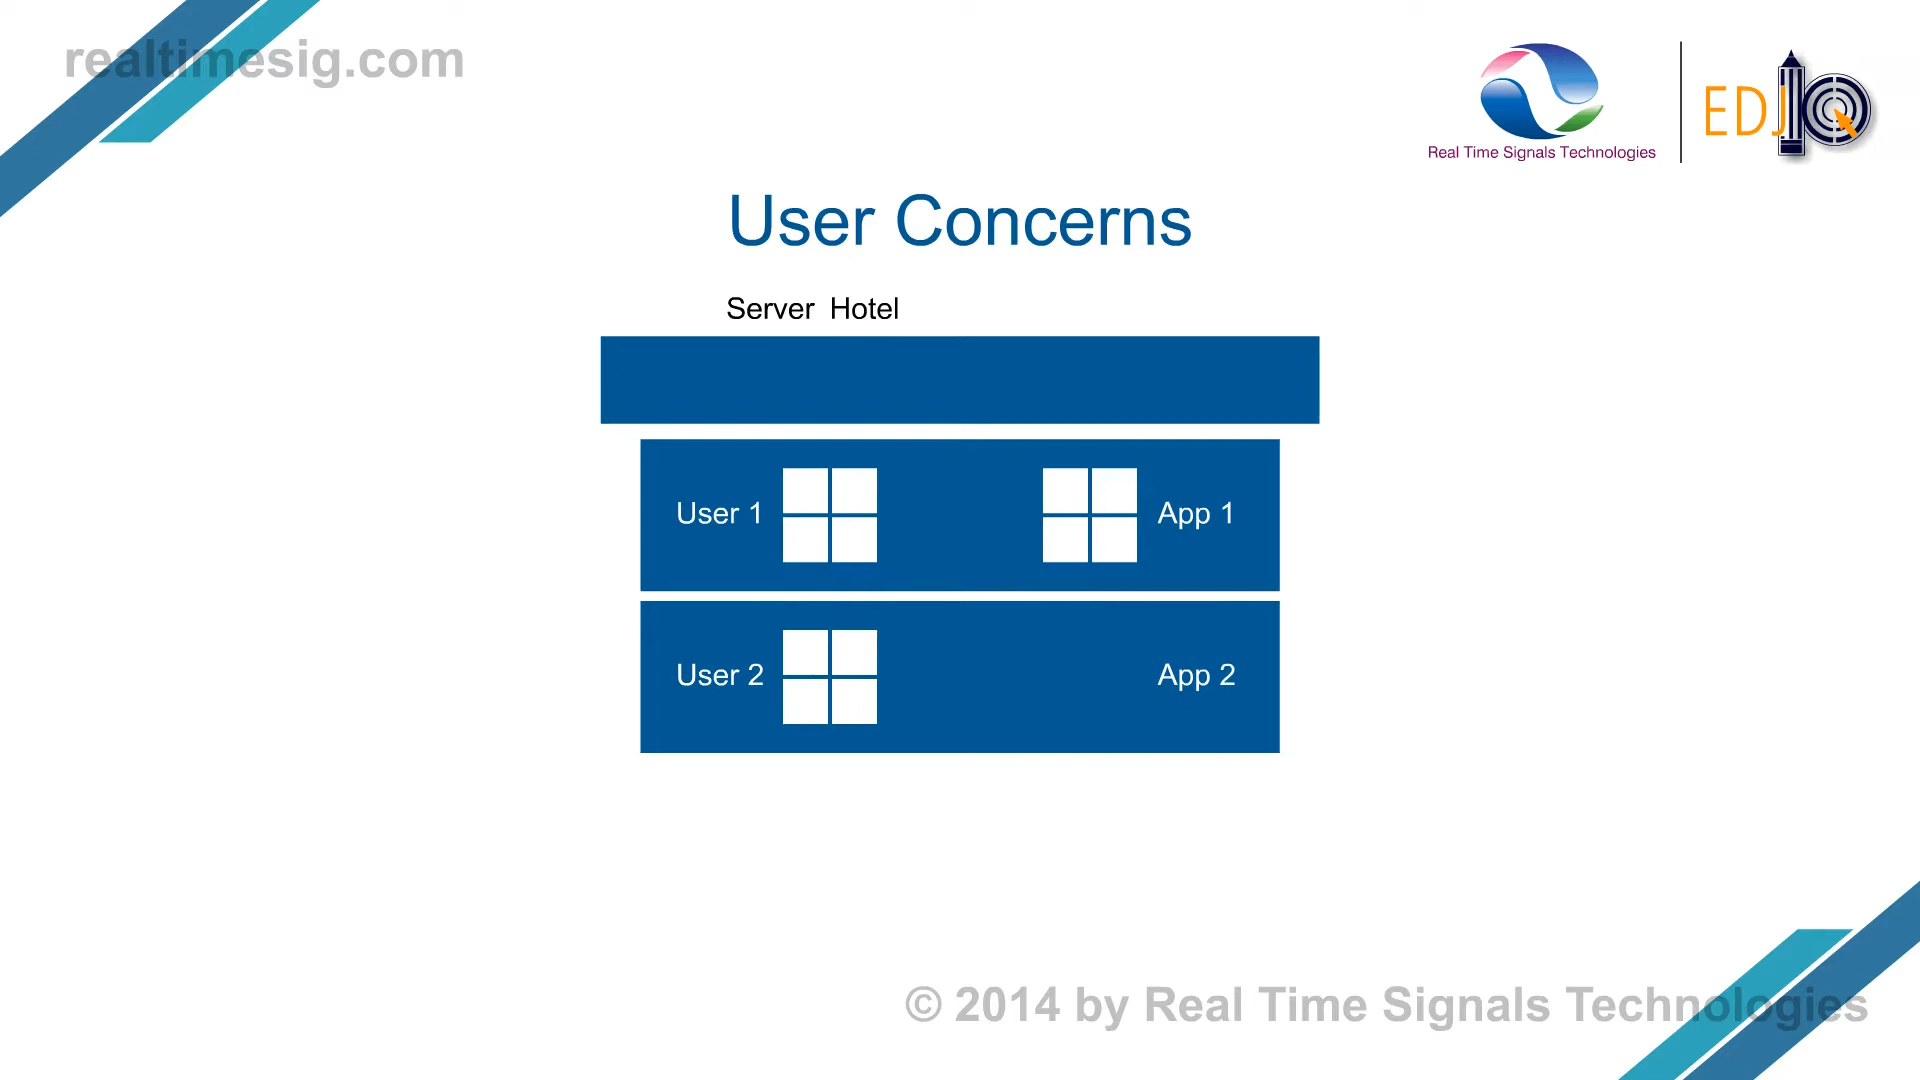 realtimesig.com
Real Time Signals Technologies
EDJ
User Concerns
Server Hotel
User 1
App 1
User 2
App 2
© 2014 by Real Time Signals Technologies